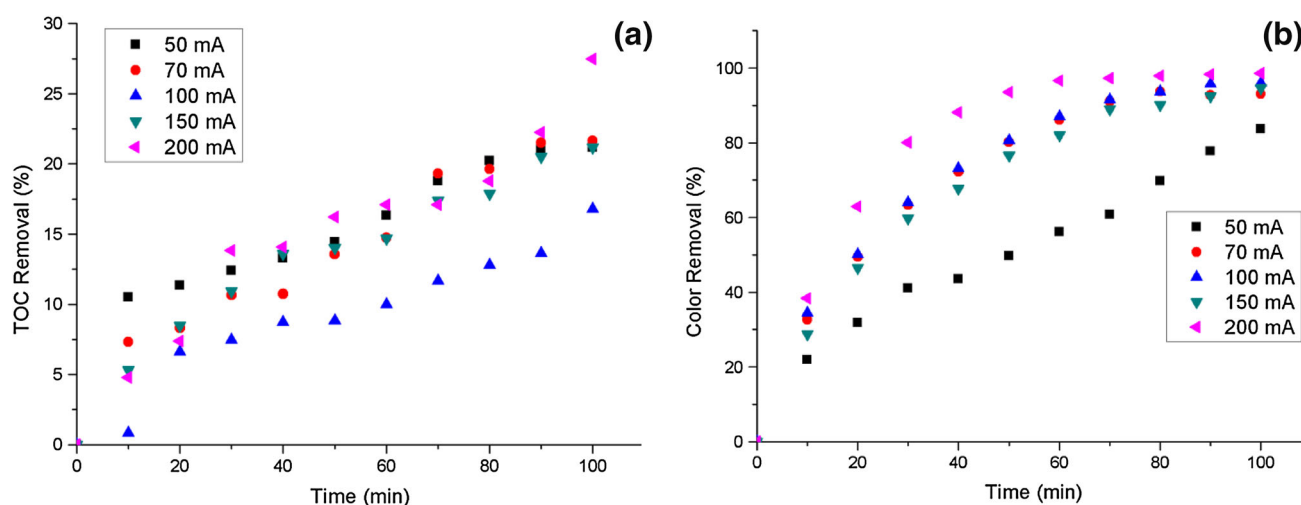 (a)
30
25
20
15
10
5
0
TOC Removal (%)
50 mA
70 mA
100 mA
150 mA
200 mA
0 20 40 60 80 100
Time (min)
(b)
100
80
60
40
20
0
Color Removal (%)
50 mA
70 mA
100 mA
150 mA
200 mA
0 20 40 60 80 100
Time (min)